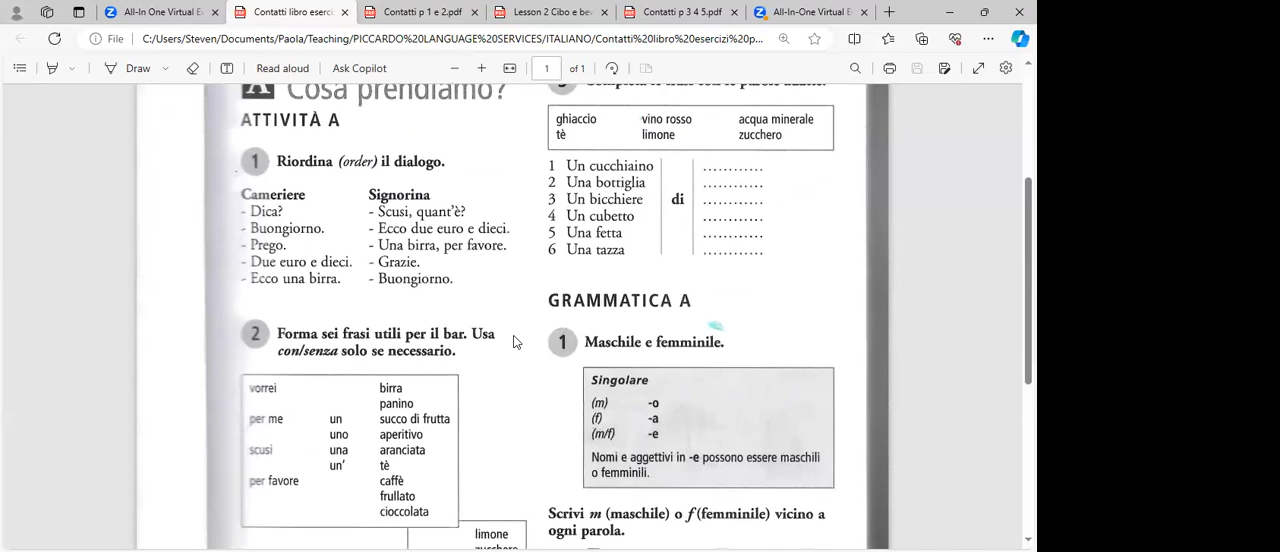 All-In One Virtual E
Contatti libro eserci
Contatti p 1 e 2.pdf
Lesson 2 Cibo e be
Contatti p 3 4 5.pdf
All-In-One Virtual E
File
C:/Users/Steven/Documents/Paola/Teaching/PICCARDO%20LANGUAGE%20SERVICES/ITALIANO/Contatti%20libro%20esercizi%20p...
Draw
Read aloud
Ask Copilot
1
of 1
A Cosa prendiamo?
ATTIVITÀ A
1 Riordina (order) il dialogo.
Cameriere Signorina
- Dica? - Scusi, quant'è?
- Buongiorno. - Ecco due euro e dieci.
- Prego. - Una birra, per favore.
- Due euro e dieci. - Grazie.
- Ecco una birra. - Buongiorno.
2 Forma sei frasi utili per il bar. Usa
con/senza solo se necessario.
vorrei birra
panino
per me un succo di frutta
uno aperitivo
scusi una aranciata
un' tè
per favore caffè
frullato
cioccolata
limone
zucchero
ghiaccio vino rosso acqua minerale
tè limone zucchero
1 Un cucchiaino ............
2 Una bottiglia ............
3 Un bicchiere di ............
4 Un cubetto ............
5 Una fetta ............
6 Una tazza ............
GRAMMATICA A
1 Maschile e femminile.
Singolare
(m) -o
(f) -a
(m/f) -e
Nomi e aggettivi in -e possono essere maschili
o femminili.
Scrivi m (maschile) o f (femminile) vicino a
ogni parola.